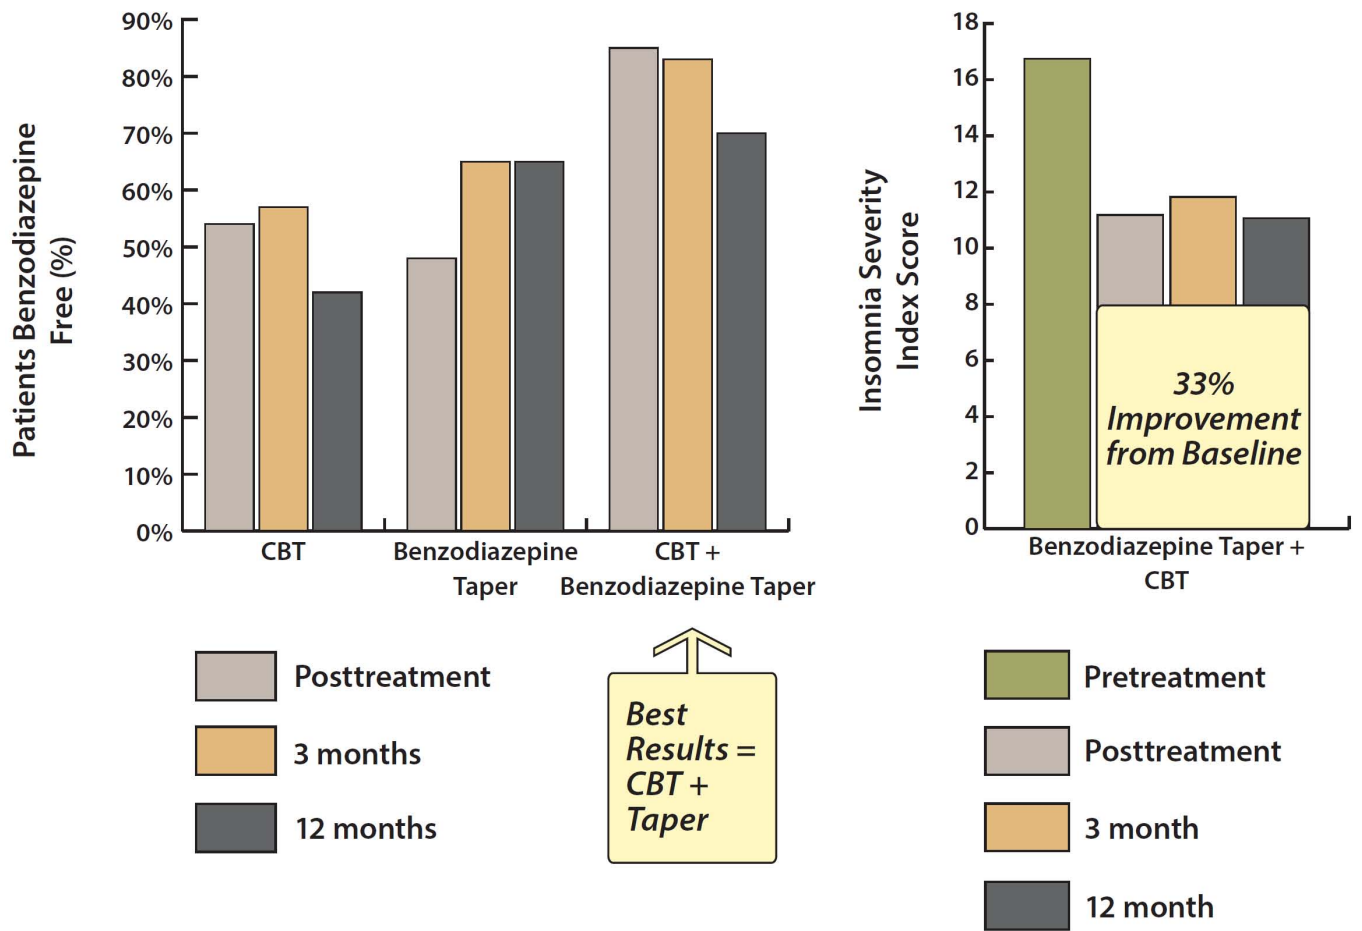 Patients Benzodiazepine
Free (%)
90%
80%
70%
60%
50%
40%
30%
20%
10%
0%
CBT
Benzodiazepine
Taper
CBT +
Benzodiazepine Taper
Posttreatment
3 months
12 months
Best
Results =
CBT +
Taper
Insomnia Severity
Index Score
18
16
14
12
10
8
6
4
2
0
33%
Improvement
from Baseline
Benzodiazepine Taper +
CBT
Pretreatment
Posttreatment
3 month
12 month